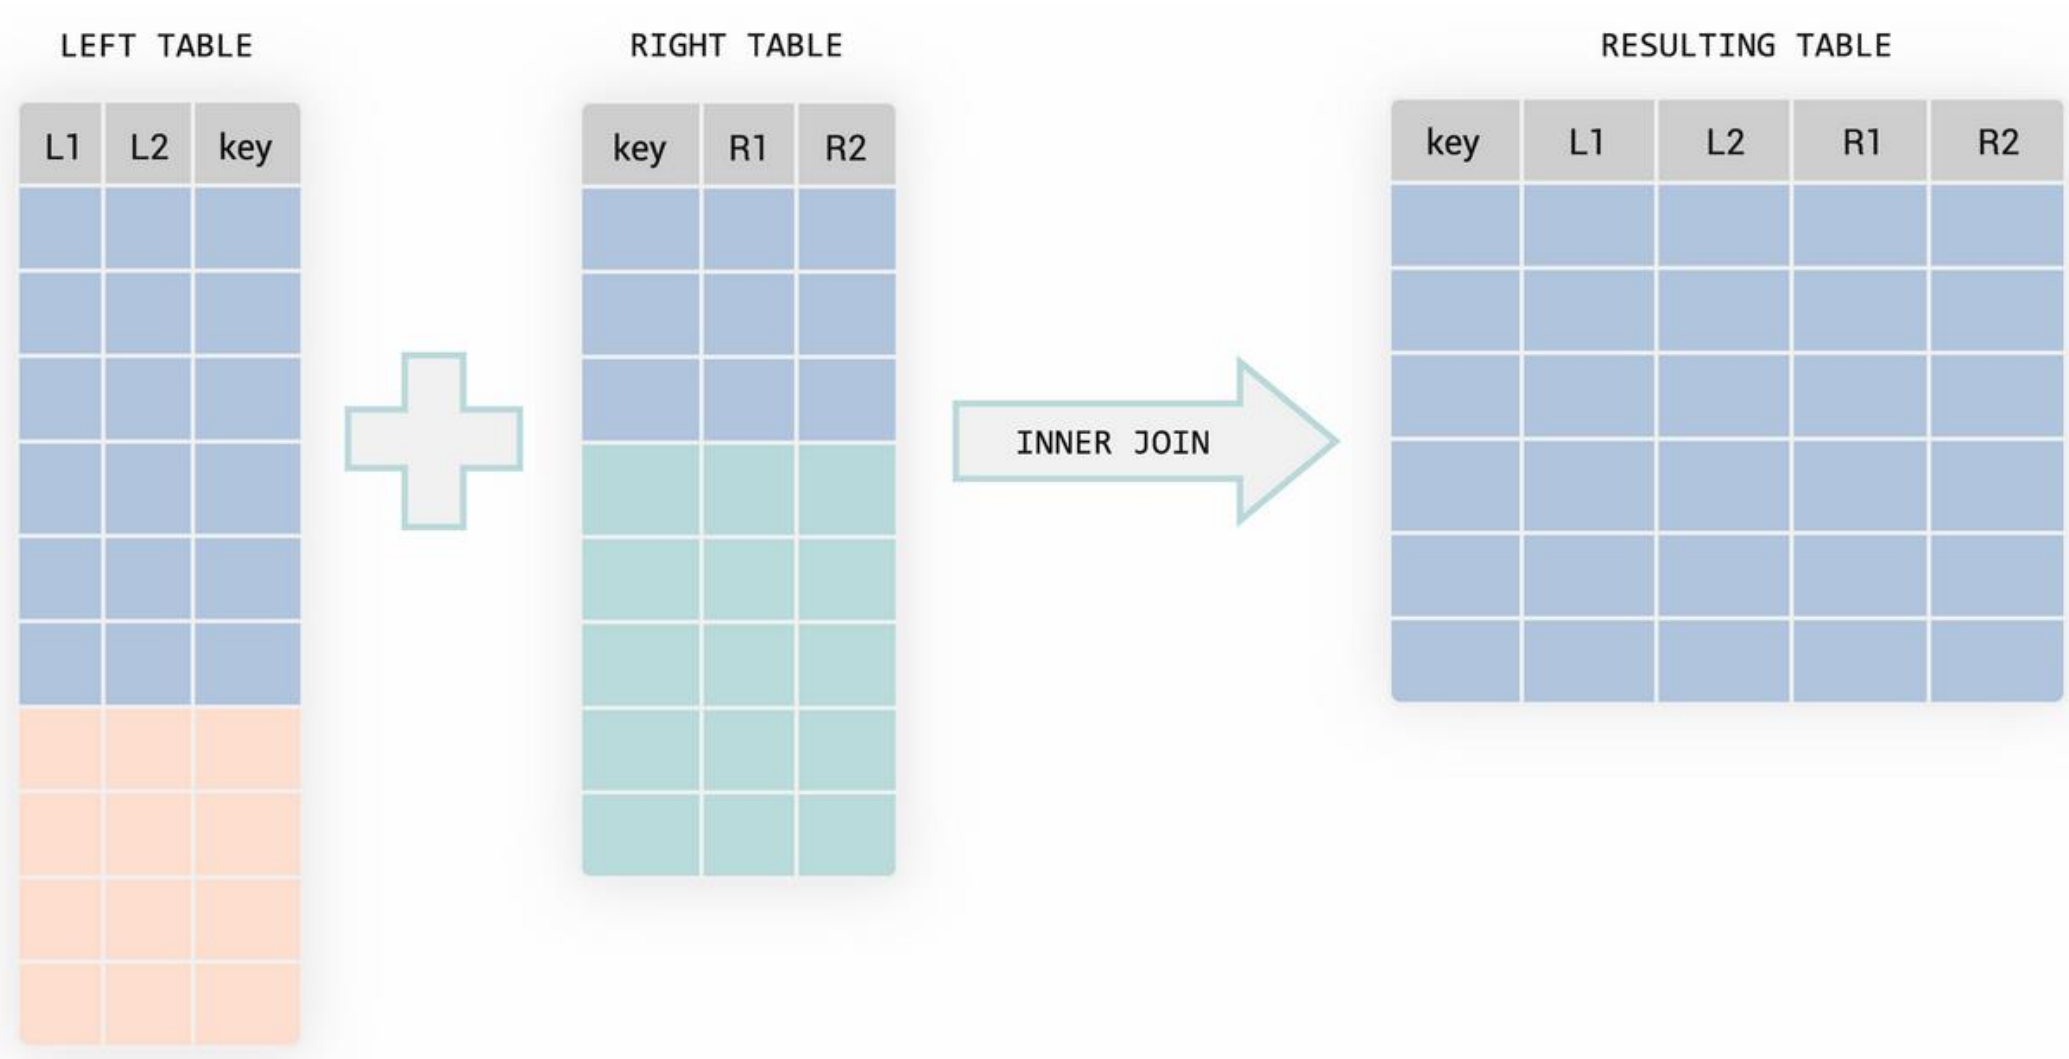 LEFT TABLE
RIGHT TABLE
RESULTING TABLE
L1 L2 key
key R1 R2
key L1 L2 R1 R2
INNER JOIN